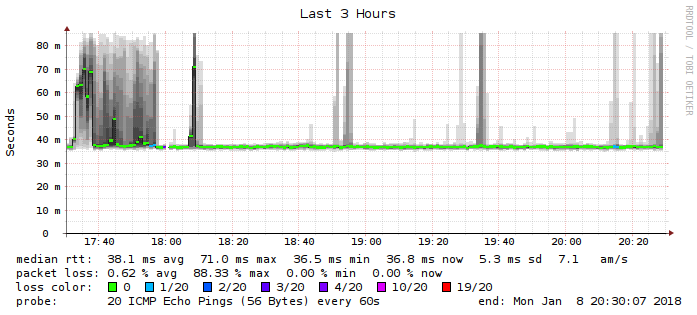 Last 3 Hours
RRDTOOL / TOBI OETIKER
Seconds
80 m
70 m
60 m
50 m
40 m
30 m
20 m
10 m
0
17:40 18:00 18:20 18:40 19:00 19:20 19:40 20:00 20:20
median rtt: 38.1 ms avg 71.0 ms max 36.5 ms min 36.8 ms now 5.3 ms sd 7.1 am/s
packet loss: 0.62 % avg 88.33 % max 0.00 % min 0.00 % now
loss color: 0 1/20 2/20 3/20 4/20 10/20 19/20
probe: 20 ICMP Echo Pings (56 Bytes) every 60s end: Mon Jan 8 20:30:07 2018